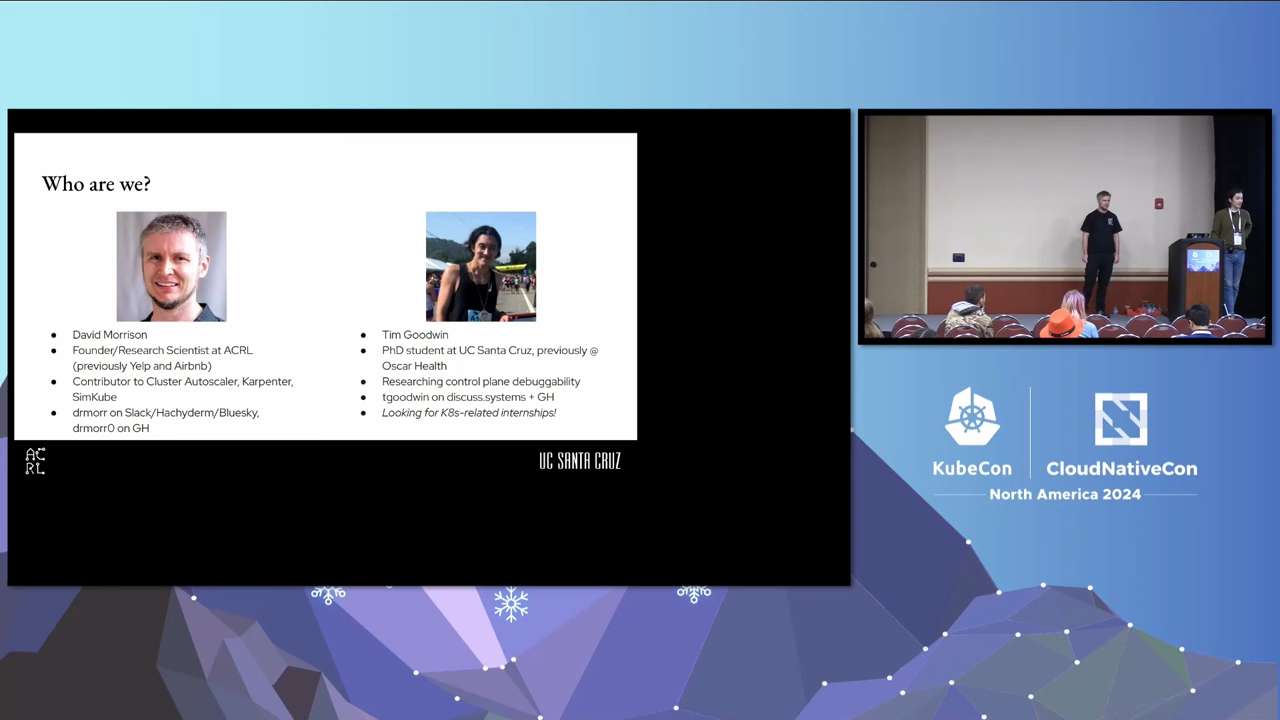 Who are we?
● David Morrison
● Founder/Research Scientist at ACRL
(previously Yelp and Airbnb)
● Contributor to Cluster Autoscaler, Karpenter,
SimKube
● drmorr on Slack/Hachyderm/Bluesky,
drmorr0 on GH
● Tim Goodwin
● PhD student at UC Santa Cruz, previously @
Oscar Health
● Researching control plane debuggability
● tgoodwin on discuss.systems + GH
● Looking for K8s-related internships!
AC
RL
UC SANTA CRUZ
KubeCon
CloudNativeCon
North America 2024